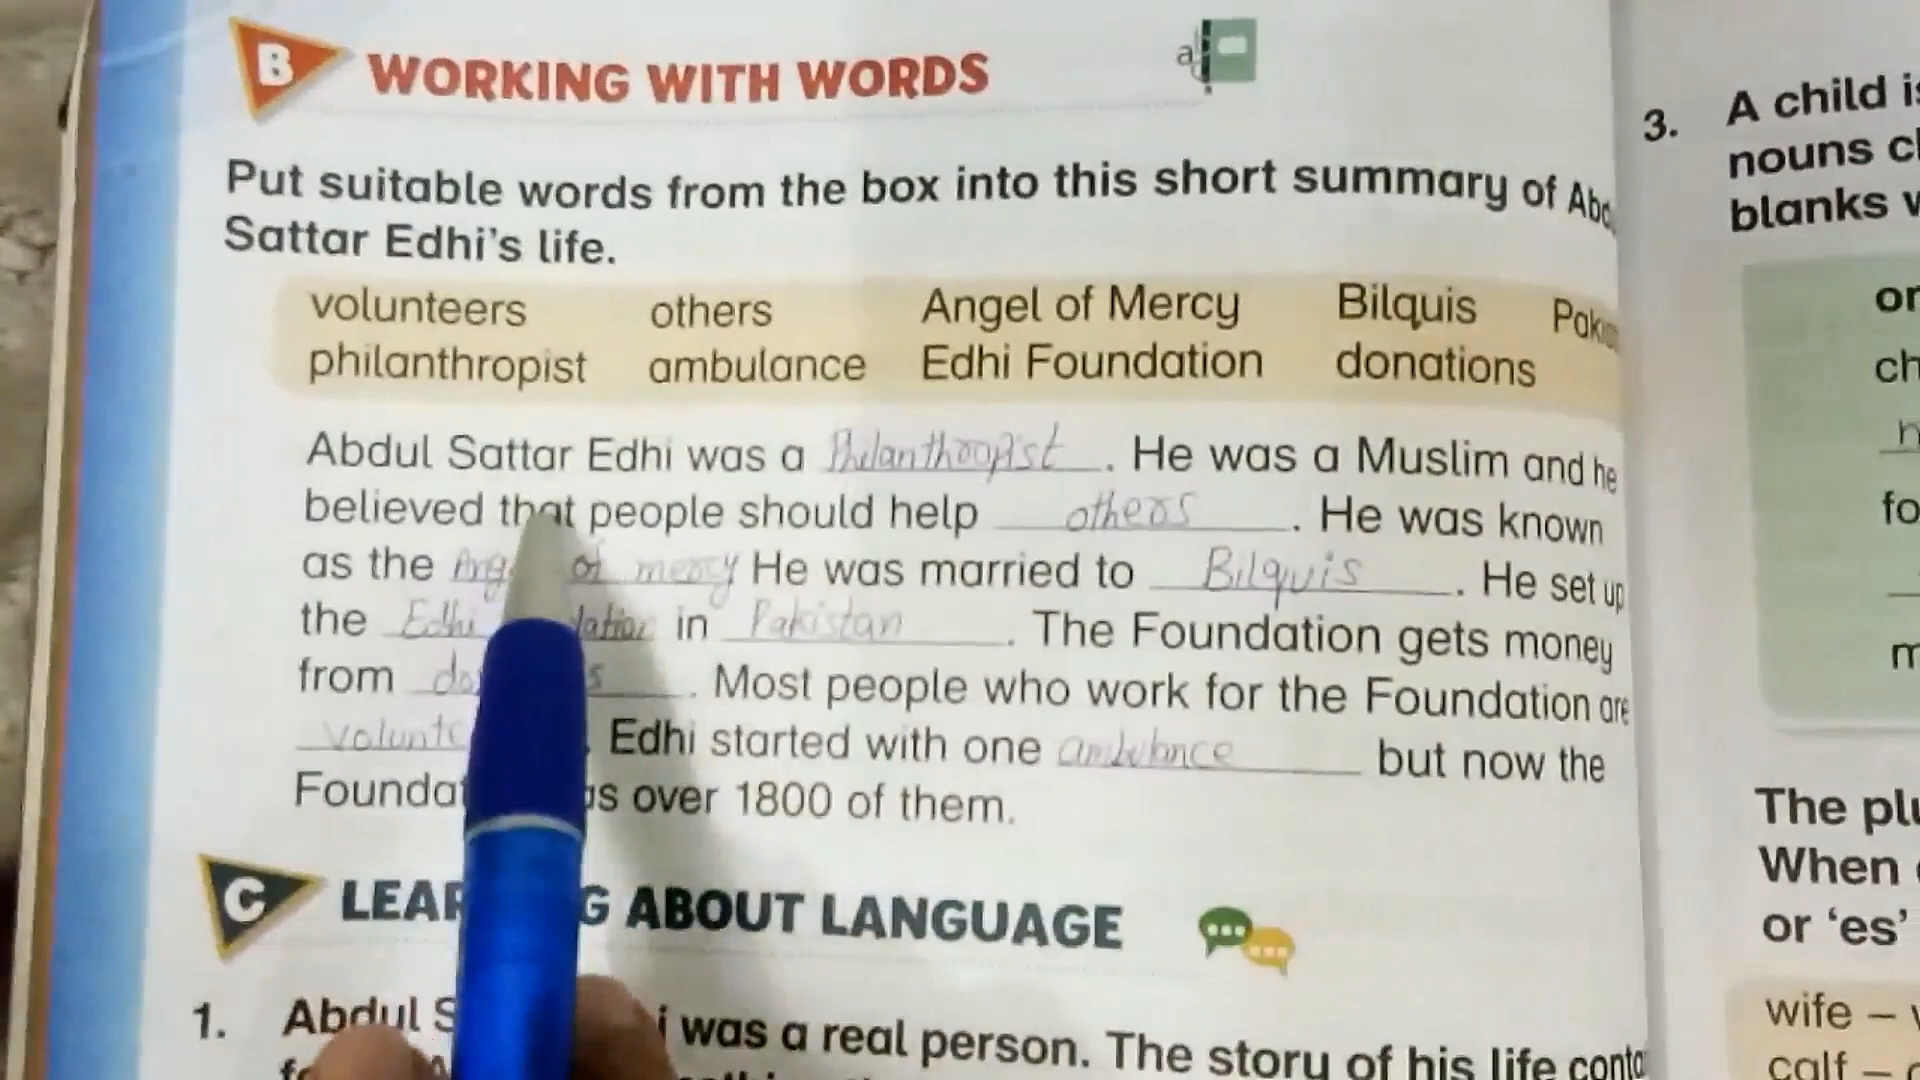 B WORKING WITH WORDS
Put suitable words from the box into this short summary of
Sattar Edhi's life.
volunteers others Angel of Mercy Bilquis
philanthropist ambulance Edhi Foundation donations
Abdul Sattar Edhi was a Philanthropist. He was a Muslim and he
believed that people should help others. He was known
as the of mercy He was married to Bilquis. He set up
the Edhi in Pakistan. The Foundation gets money
from. Most people who work for the Foundation are
Edhi started with one ambulance but now the
over 1800 of them.
C ABOUT LANGUAGE
1. Abdul was a real person. The story of his life
3. A child
nouns
blanks
The
When
or 'es'
wife –
calf –